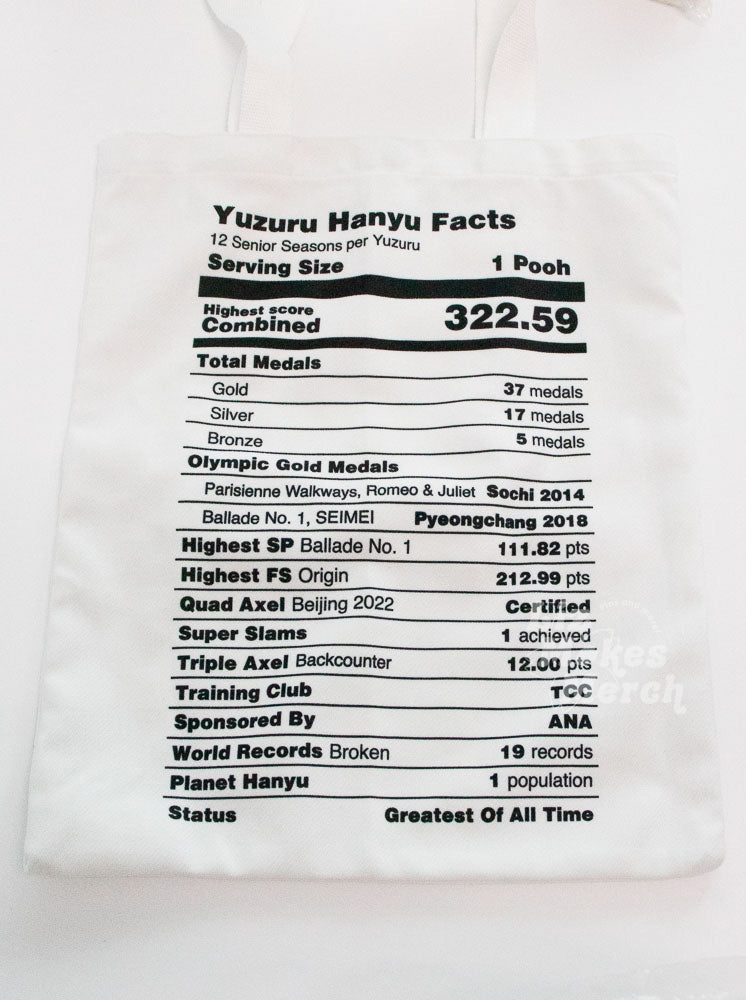 Yuzuru Hanyu Facts
12 Senior Seasons per Yuzuru
Serving Size 1 Pooh
Highest score
Combined 322.59
Total Medals
Gold 37 medals
Silver 17 medals
Bronze 5 medals
Olympic Gold Medals
Parisienne Walkways, Romeo & Juliet Sochi 2014
Ballade No. 1, SEIMEI Pyeongchang 2018
Highest SP Ballade No. 1 111.82 pts
Highest FS Origin 212.99 pts
Quad Axel Beijing 2022 Certified
Super Slams 1 achieved
Triple Axel Backcounter 12.00 pts
Training Club TCC
Sponsored By ANA
World Records Broken 19 records
Planet Hanyu 1 population
Status Greatest Of All Time
Makes
Merch